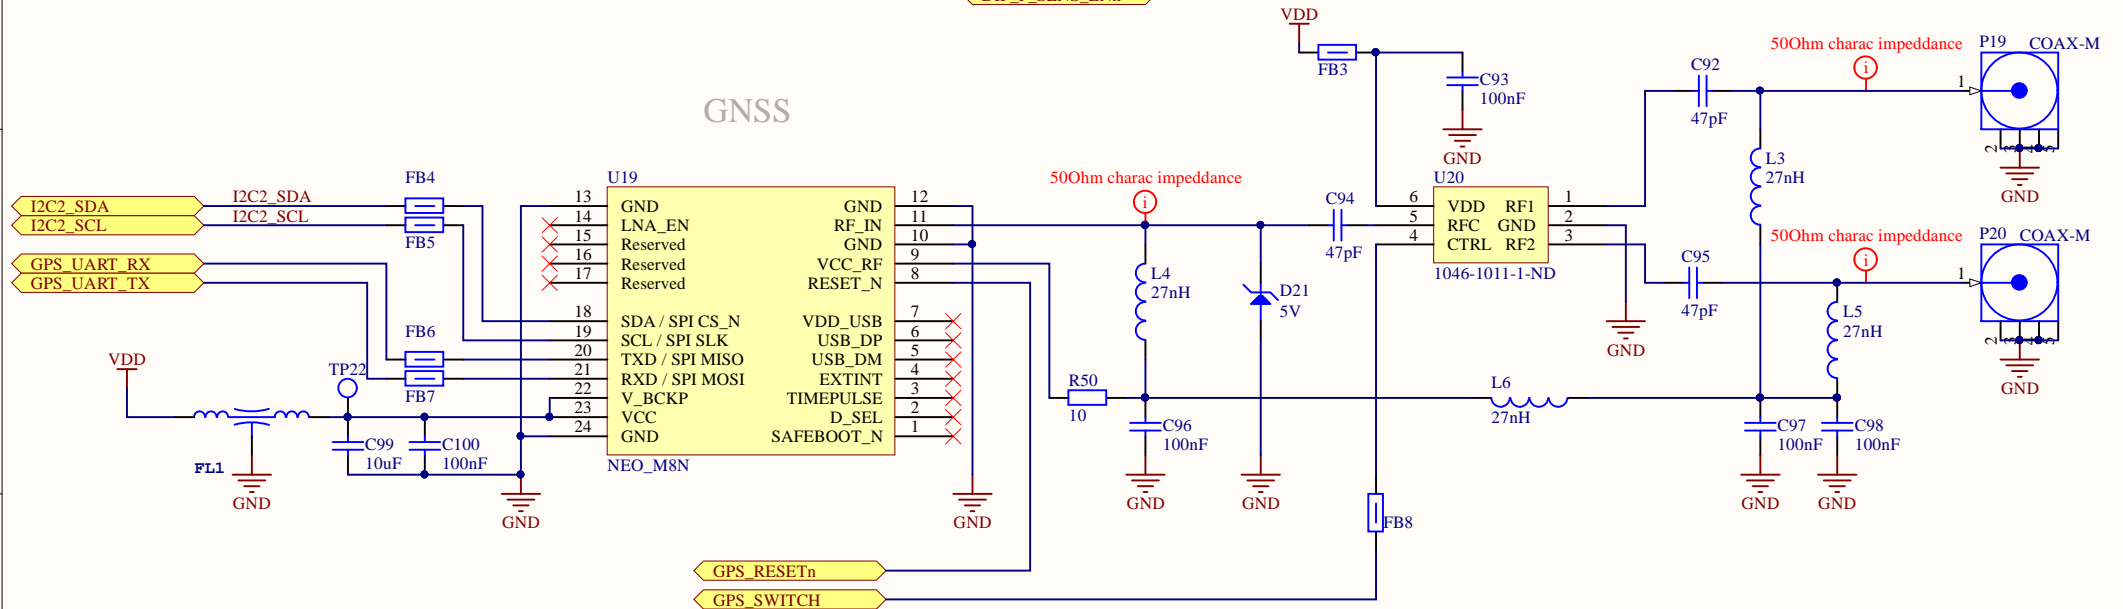 VDD
FB3
C93
100nF
GND
GNSS
50Ohm charac impeddance
P19 COAX-M
C92
47pF
1
2
L3
27nH
GND
I2C2_SDA
I2C2_SCL
I2C2_SDA
I2C2_SCL
FB4
FB5
GPS_UART_RX
GPS_UART_TX
FB6
FB7
VDD
TP22
FL1
GND
C99
10uF
C100
100nF
GND
U19
13 GND
14 LNA_EN
15 Reserved
16 Reserved
17 Reserved
18 SDA / SPI CS_N
19 SCL / SPI SLK
20 TXD / SPI MISO
21 RXD / SPI MOSI
22 V_BCKP
23 VCC
24 GND
GND 12
RF_IN 11
GND 10
VCC_RF 9
RESET_N 8
VDD_USB 7
USB_DP 6
USB_DM 5
EXTINT 4
TIMEPULSE 3
D_SEL 2
SAFEBOOT_N 1
NEO_M8N
GND
50Ohm charac impeddance
L4
27nH
D21
5V
C94
47pF
R50
10
C96
100nF
GND
GND
U20
6 VDD RF1 1
5 RFC GND 2
4 CTRL RF2 3
1046-1011-1-ND
GND
50Ohm charac impeddance
P20 COAX-M
C95
47pF
1
2
L5
27nH
GND
L6
27nH
C97
100nF
GND
C98
100nF
GND
FB8
GPS_RESETn
GPS_SWITCH